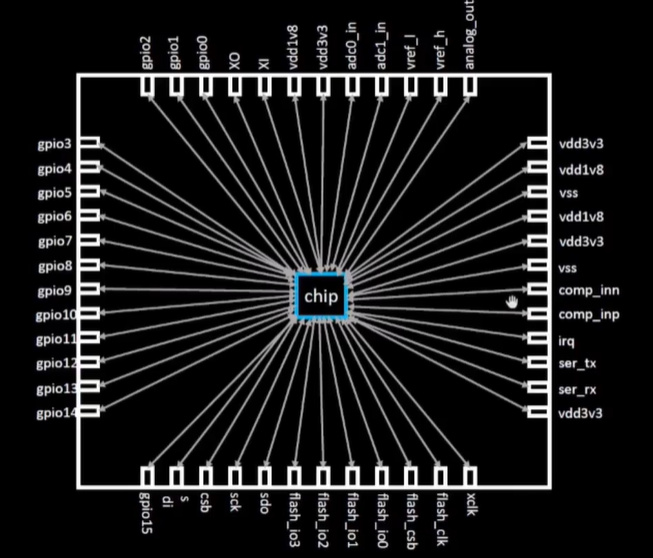 gpio2
gpio1
gpio0
XO
XI
vdd1v8
vdd3v3
adc0_in
adc1_in
vref_l
vref_h
analog_out
gpio3
gpio4
gpio5
gpio6
gpio7
gpio8
gpio9
gpio10
gpio11
gpio12
gpio13
gpio14
chip
vdd3v3
vdd1v8
vss
vdd1v8
vdd3v3
vss
comp_inn
comp_inp
irq
ser_tx
ser_rx
vdd3v3
gpio15
s
di
csb
sck
sdo
flash_io3
flash_io2
flash_io1
flash_io0
flash_csb
flash_clk
xclk